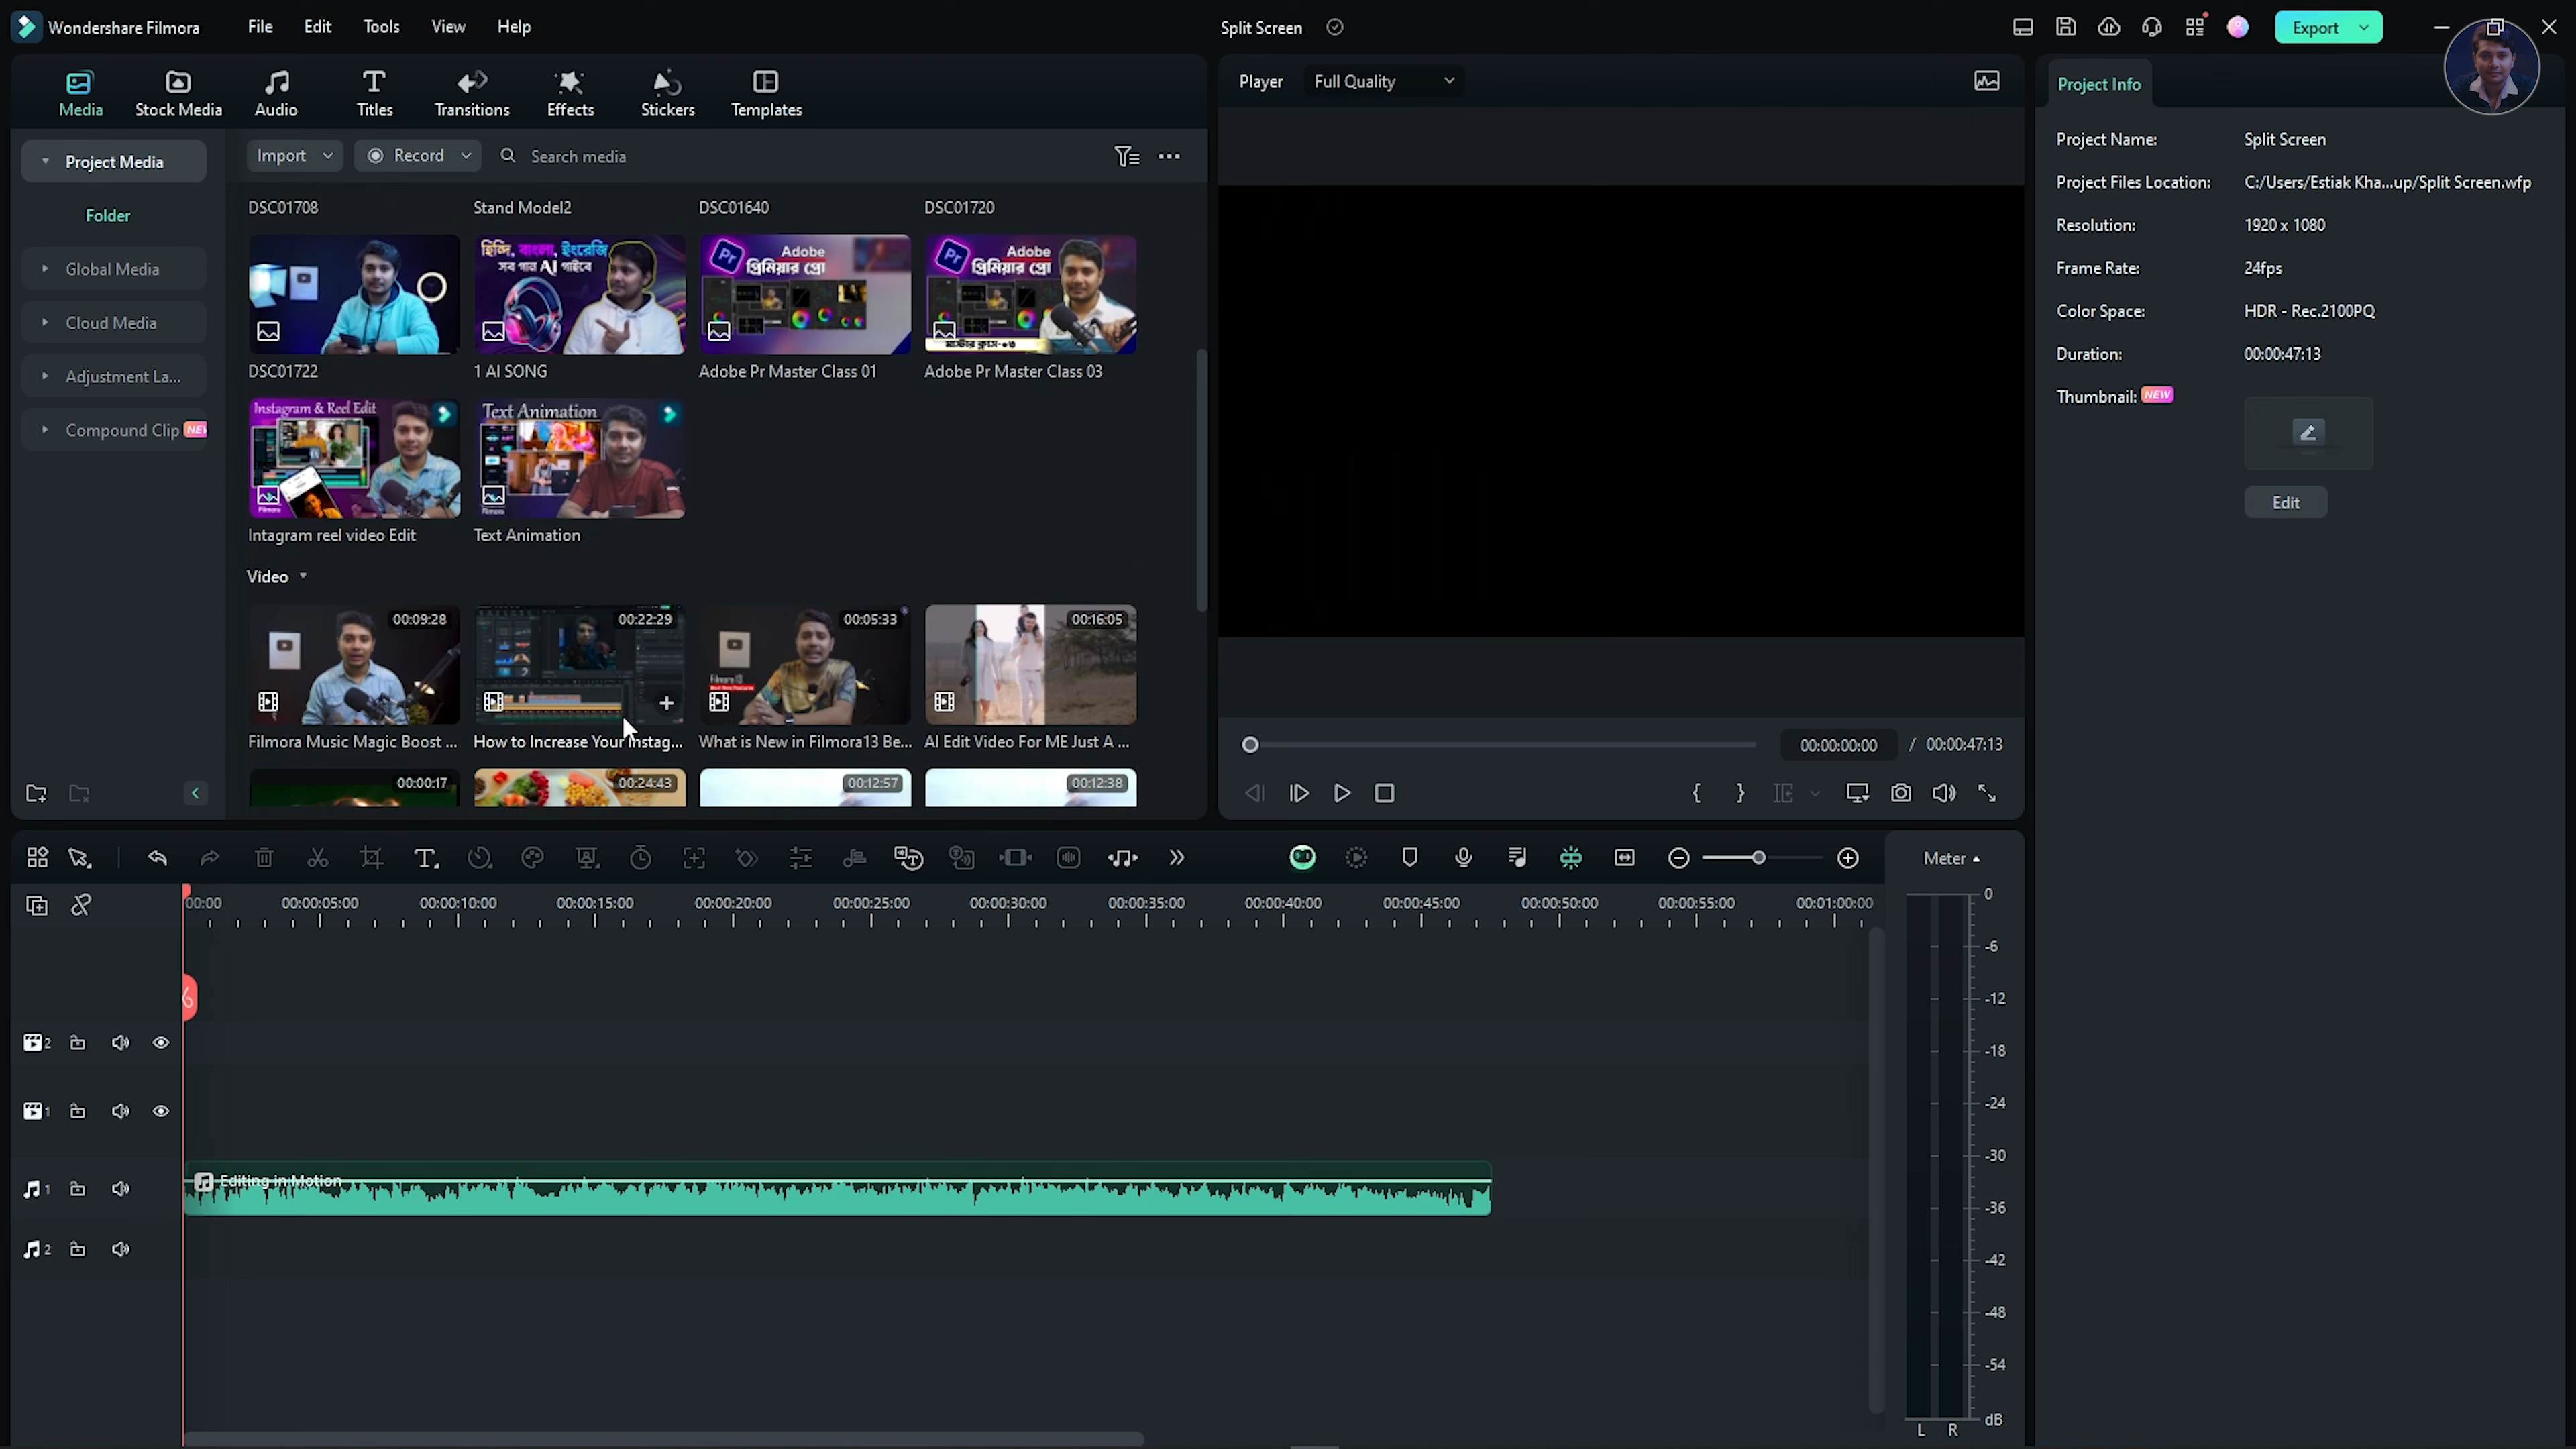 Wondershare Filmora
File
Edit
Tools
View
Help
Split Screen
Export
Media
Stock Media
Audio
Titles
Transitions
Effects
Stickers
Templates
Player
Full Quality
Project Info
Project Media
Folder
Global Media
Cloud Media
Adjustment La...
Compound Clip
Import
Record
Search media
DSC01708
Stand Model2
DSC01640
DSC01720
হিন্দি, বাংলা, ইংরেজি
সব গান AI গাইবে
Pr
Adobe
প্রিমিয়ার প্রো
Pr
Adobe
প্রিমিয়ার প্রো
মাস্টার ক্লাস-০৩
DSC01722
1 AI SONG
Adobe Pr Master Class 01
Adobe Pr Master Class 03
Instagram & Reel Edit
Text Animation
Intagram reel video Edit
Text Animation
Video
00:09:28
00:22:29
00:05:33
00:16:05
Filmora 13
Filmora Music Magic Boost ...
How to Increase Your Instag...
What is New in Filmora13 Be...
AI Edit Video For ME Just A ...
00:00:17
00:24:43
00:12:57
00:12:38
Project Name:
Split Screen
Project Files Location:
C:/Users/Estiak Kha...up/Split Screen.wfp
Resolution:
1920 x 1080
Frame Rate:
24fps
Color Space:
HDR - Rec.2100PQ
Duration:
00:00:47:13
Thumbnail:
NEW
Edit
00:00:00:00
/ 00:00:47:13
Meter
00:00
00:00:05:00
00:00:10:00
00:00:15:00
00:00:20:00
00:00:25:00
00:00:30:00
00:00:35:00
00:00:40:00
00:00:45:00
00:00:50:00
00:00:55:00
00:01:00:00
2
1
1
Editing in Motion
2
0
-6
-12
-18
-24
-30
-36
-42
-48
-54
dB
L
R